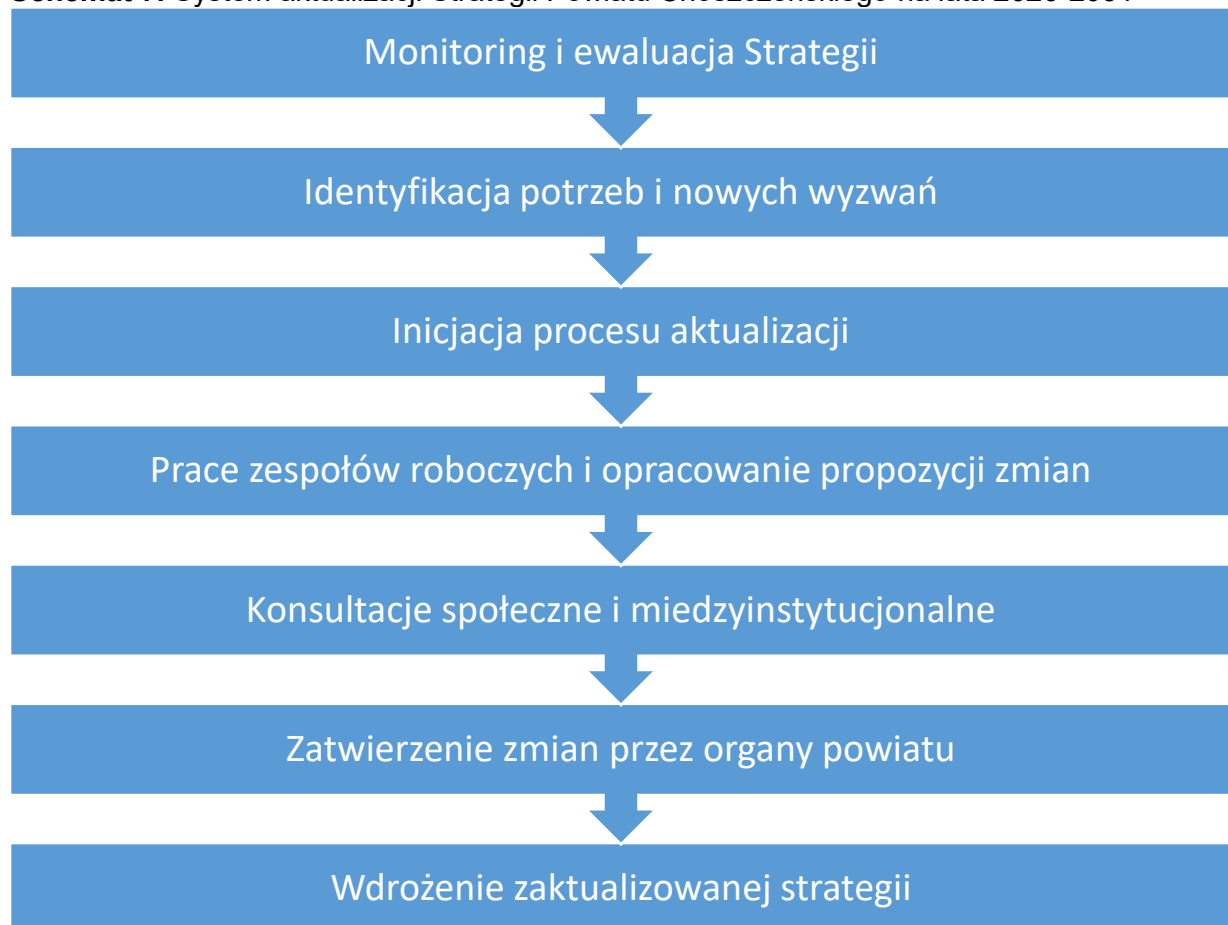 Monitoring i ewaluacja Strategii
Identyfikacja potrzeb i nowych wyzwań
Inicjacja procesu aktualizacji
Prace zespołów roboczych i opracowanie propozycji zmian
Konsultacje społeczne i miedzyinstytucjonalne
Zatwierzenie zmian przez organy powiatu
Wdrożenie zaktualizowanej strategii